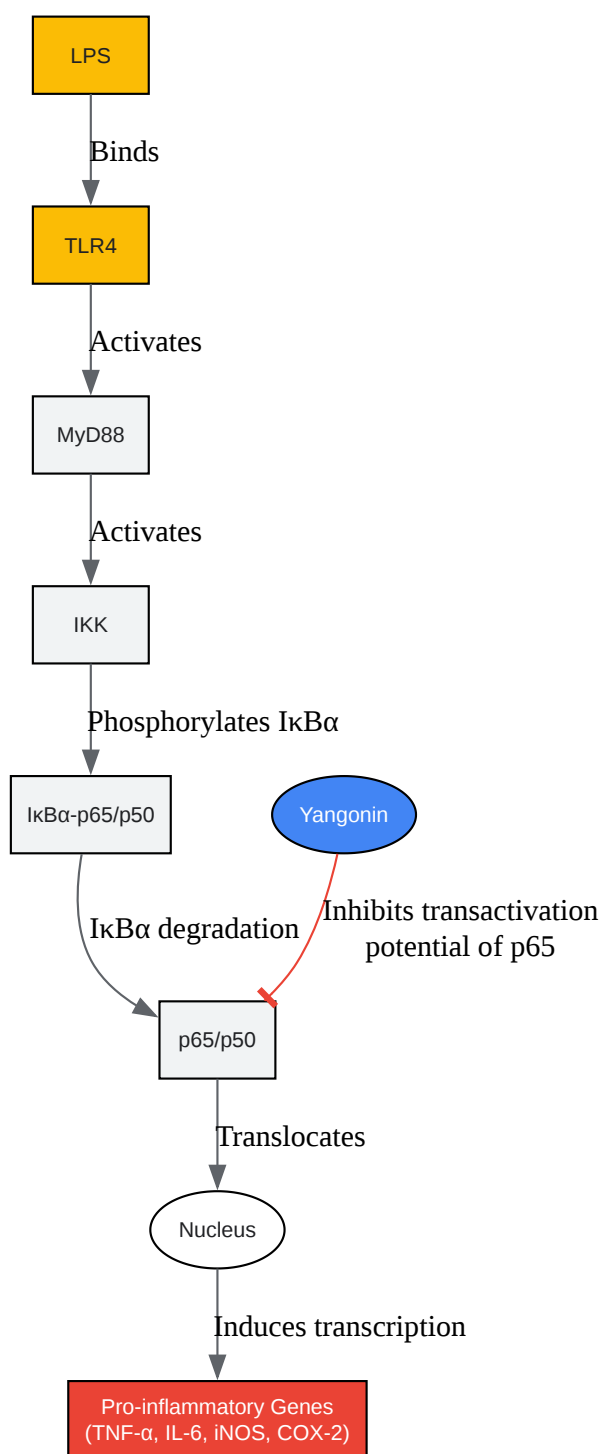 LPS
Binds
TLR4
Activates
MyD88
Activates
IKK
Phosphorylates IκBα
IκBα-p65/p50
Yangonin
IκBα degradation
Inhibits transactivation
potential of p65
p65/p50
Translocates
Nucleus
Induces transcription
Pro-inflammatory Genes
(TNF-α, IL-6, iNOS, COX-2)